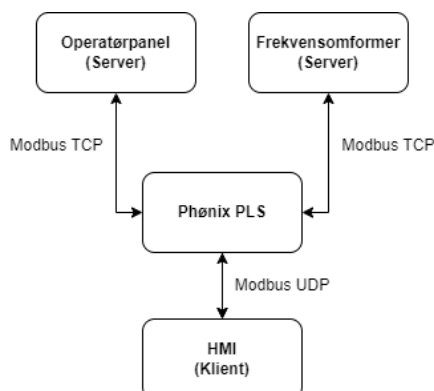 Operatørpanel
(Server)
Frekvensomformer
(Server)
Modbus TCP
Modbus TCP
Phønix PLS
Modbus UDP
HMI
(Klient)